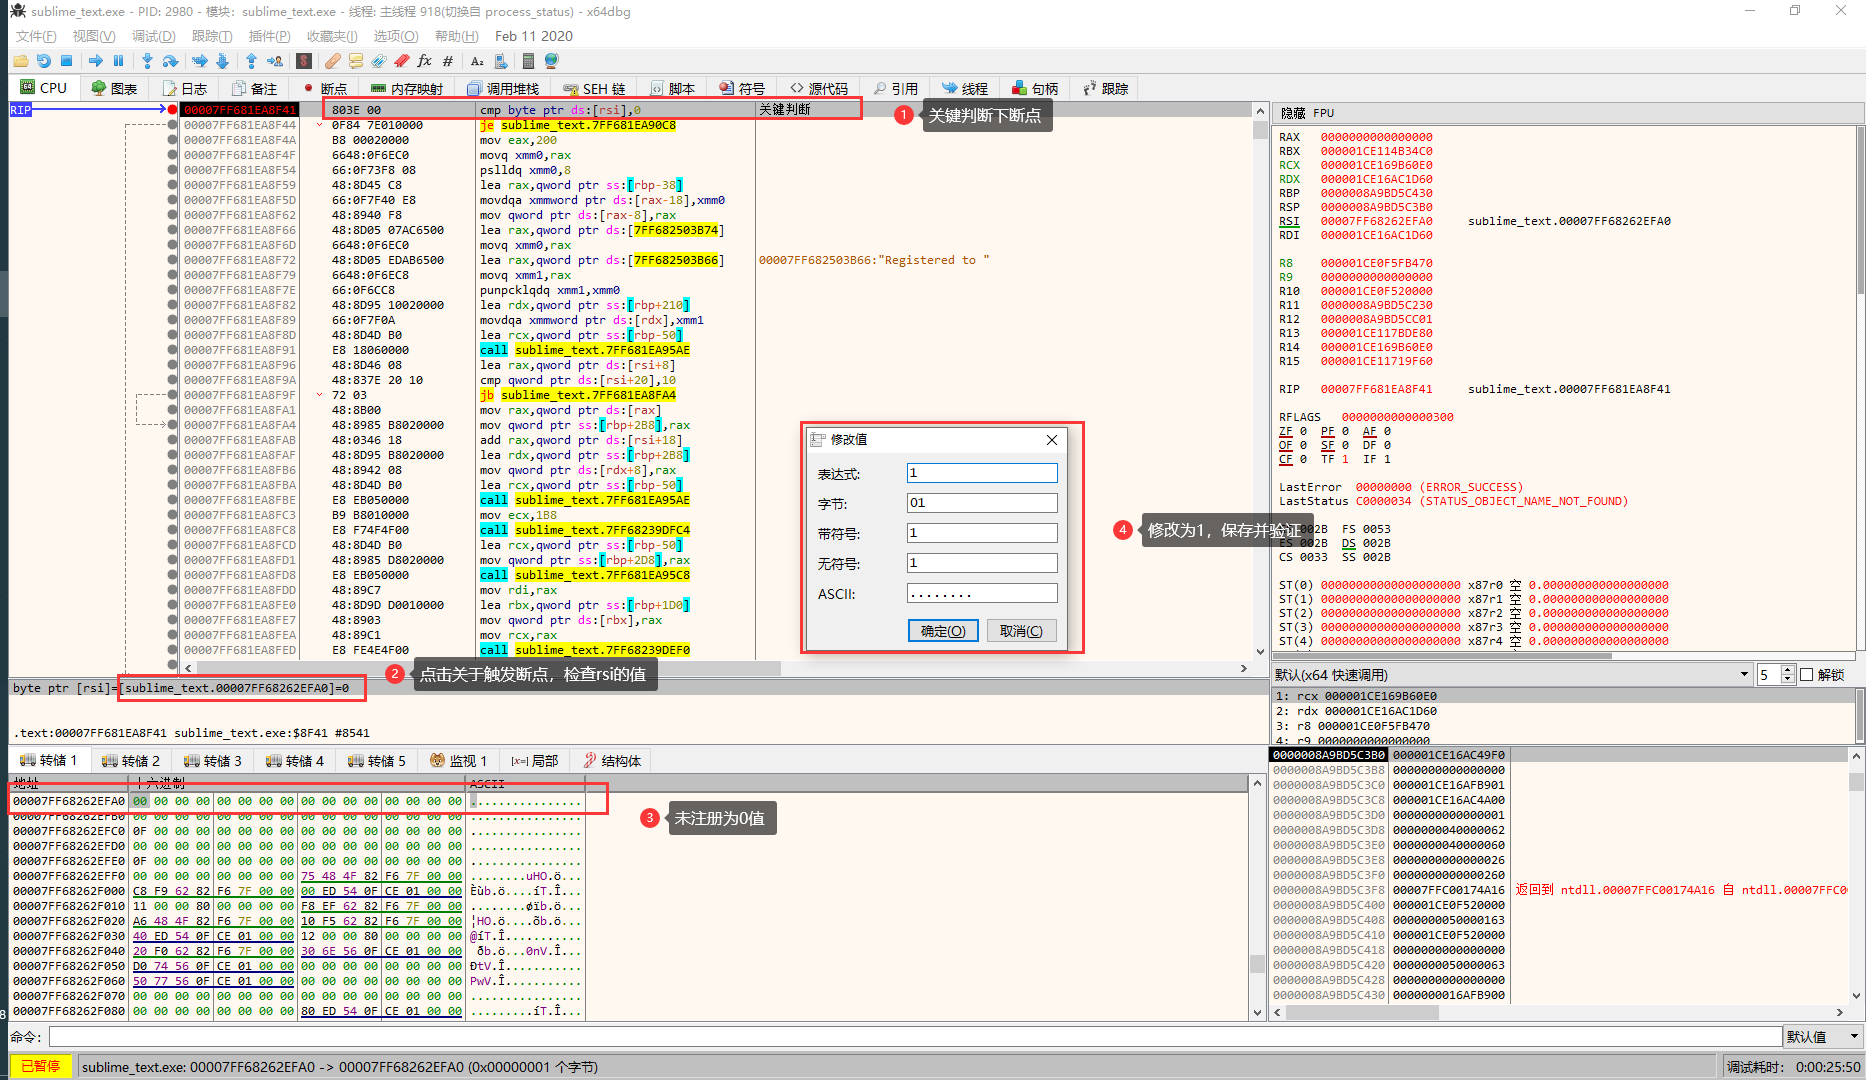 sublime_text.exe - PID: 2980 - 模块: sublime_text.exe - 线程: 主线程 918(切换自 process_status) - x64dbg
文件(F) 视图(V) 调试(D) 跟踪(T) 插件(P) 收藏夹(I) 选项(O) 帮助(H) Feb 11 2020
CPU 图表 日志 备注 断点 内存映射 调用堆栈 SEH 链 脚本 符号 源代码 引用 线程 句柄 跟踪
RIP 00007FF681EA8F41 803E 00 cmp byte ptr ds:[rsi],0 关键判断
1 关键判断下断点
00007FF681EA8F44 0F84 7E010000 je sublime_text.7FF681EA90C8
00007FF681EA8F4A B8 00020000 mov eax,200
00007FF681EA8F4F 6648:0F6EC0 movq xmm0,rax
00007FF681EA8F54 66:0F73F8 08 pslldq xmm0,8
00007FF681EA8F59 48:8D45 C8 lea rax,qword ptr ss:[rbp-38]
00007FF681EA8F5D 66:0F7F40 E8 movdqa xmmword ptr ds:[rax-18],xmm0
00007FF681EA8F62 48:8940 F8 mov qword ptr ds:[rax-8],rax
00007FF681EA8F66 48:8D05 07AC6500 lea rax,qword ptr ds:[7FF682503B74]
00007FF681EA8F6D 6648:0F6EC0 movq xmm0,rax
00007FF681EA8F72 48:8D05 EDAB6500 lea rax,qword ptr ds:[7FF682503B66] 00007FF682503B66:"Registered to "
00007FF681EA8F79 6648:0F6EC8 movq xmm1,rax
00007FF681EA8F7E 66:0F6CC8 punpcklqdq xmm1,xmm0
00007FF681EA8F82 48:8D95 10020000 lea rdx,qword ptr ss:[rbp+210]
00007FF681EA8F89 66:0F7F0A movdqa xmmword ptr ds:[rdx],xmm1
00007FF681EA8F8D 48:8D4D B0 lea rcx,qword ptr ss:[rbp-50]
00007FF681EA8F91 E8 18060000 call sublime_text.7FF681EA95AE
00007FF681EA8F96 48:8D46 08 lea rax,qword ptr ds:[rsi+8]
00007FF681EA8F9A 48:837E 20 10 cmp qword ptr ds:[rsi+20],10
00007FF681EA8F9F 72 03 jb sublime_text.7FF681EA8FA4
00007FF681EA8FA1 48:8B00 mov rax,qword ptr ds:[rax]
00007FF681EA8FA4 48:8985 B8020000 mov qword ptr ss:[rbp+2B8],rax
00007FF681EA8FAB 48:0346 18 add rax,qword ptr ds:[rsi+18]
00007FF681EA8FAF 48:8D95 B8020000 lea rdx,qword ptr ss:[rbp+2B8]
00007FF681EA8FB6 48:8942 08 mov qword ptr ds:[rdx+8],rax
00007FF681EA8FBA 48:8D4D B0 lea rcx,qword ptr ss:[rbp-50]
00007FF681EA8FBE E8 EB050000 call sublime_text.7FF681EA95AE
00007FF681EA8FC3 B9 B8010000 mov ecx,1B8
00007FF681EA8FC8 E8 F74F4F00 call sublime_text.7FF68239DFC4
00007FF681EA8FCD 48:8D4D B0 lea rcx,qword ptr ss:[rbp-50]
00007FF681EA8FD1 48:8985 D8020000 mov qword ptr ss:[rbp+2D8],rax
00007FF681EA8FD8 E8 EB050000 call sublime_text.7FF681EA95C8
00007FF681EA8FDD 48:89C7 mov rdi,rax
00007FF681EA8FE0 48:8D9D D0010000 lea rbx,qword ptr ss:[rbp+1D0]
00007FF681EA8FE7 48:8903 mov qword ptr ds:[rbx],rax
00007FF681EA8FEA 48:89C1 mov rcx,rax
00007FF681EA8FED E8 FE4E4F00 call sublime_text.7FF68239DEF0
修改值
表达式: 1
字节: 01
带符号: 1
无符号: 1
ASCII: ........
确定(O) 取消(C)
4 修改为1，保存并验证
2 点击关于触发断点，检查rsi的值
byte ptr [rsi]=[sublime_text.00007FF68262EFA0]=0
.text:00007FF681EA8F41 sublime_text.exe:$8F41 #8541
隐藏 FPU
RAX 0000000000000000
RBX 000001CE114B34C0
RCX 000001CE169B60E0
RDX 000001CE16AC1D60
RBP 0000008A9BD5C430
RSP 0000008A9BD5C3B0
RSI 00007FF68262EFA0 sublime_text.00007FF68262EFA0
RDI 000001CE16AC1D60
R8 000001CE0F5FB470
R9 0000000000000000
R10 000001CE0F520000
R11 0000008A9BD5C230
R12 0000008A9BD5CC01
R13 000001CE117BDE80
R14 000001CE169B60E0
R15 000001CE11719F60
RIP 00007FF681EA8F41 sublime_text.00007FF681EA8F41
RFLAGS 0000000000000300
ZF 0 PF 0 AF 0
OF 0 SF 0 DF 0
CF 0 TF 1 IF 1
LastError 00000000 (ERROR_SUCCESS)
LastStatus C0000034 (STATUS_OBJECT_NAME_NOT_FOUND)
002B FS 0053
ES 002B DS 002B
CS 0033 SS 002B
ST(0) 00000000000000000000 x87r0 空 0.000000000000000000
ST(1) 00000000000000000000 x87r1 空 0.000000000000000000
ST(2) 00000000000000000000 x87r2 空 0.000000000000000000
ST(3) 00000000000000000000 x87r3 空 0.000000000000000000
ST(4) 00000000000000000000 x87r4 空 0.000000000000000000
默认(x64 快速调用) 5 解锁
1: rcx 000001CE169B60E0
2: rdx 000001CE16AC1D60
3: r8 000001CE0F5FB470
4: r9 0000000000000000
转储 1 转储 2 转储 3 转储 4 转储 5 监视 1 [x=] 局部 结构体
地址 十六进制 ASCII
00007FF68262EFA0 00 00 00 00 00 00 00 00 00 00 00 00 00 00 00 00 ................
00007FF68262EFB0 00 00 00 00 00 00 00 00 00 00 00 00 00 00 00 00 ................
00007FF68262EFC0 0F 00 00 00 00 00 00 00 00 00 00 00 00 00 00 00 ................
00007FF68262EFD0 00 00 00 00 00 00 00 00 00 00 00 00 00 00 00 00 ................
00007FF68262EFE0 0F 00 00 00 00 00 00 00 00 00 00 00 00 00 00 00 ................
00007FF68262EFF0 00 00 00 00 00 00 00 00 75 48 4F 82 F6 7F 00 00 ........uHO.ö...
00007FF68262F000 C8 F9 62 82 F6 7F 00 00 00 ED 54 0F CE 01 00 00 Èùb.ö....íT.Î...
00007FF68262F010 11 00 00 80 00 00 00 00 F8 EF 62 82 F6 7F 00 00 ........øïb.ö...
00007FF68262F020 A6 48 4F 82 F6 7F 00 00 10 F5 62 82 F6 7F 00 00 ¦HO.ö....õb.ö...
00007FF68262F030 40 ED 54 0F CE 01 00 00 12 00 00 80 00 00 00 00 @íT.Î...........
00007FF68262F040 20 F0 62 82 F6 7F 00 00 30 6E 56 0F CE 01 00 00 ðb.ö...0nV.Î...
00007FF68262F050 D0 74 56 0F CE 01 00 00 00 00 00 00 00 00 00 00 ÐtV.Î...........
00007FF68262F060 50 77 56 0F CE 01 00 00 00 00 00 00 00 00 00 00 PwV.Î...........
00007FF68262F070 00 00 00 00 00 00 00 00 00 00 00 00 00 00 00 00 ................
00007FF68262F080 00 00 00 00 00 00 00 00 80 ED 54 0F CE 01 00 00 .........íT.Î...
3 未注册为0值
0000008A9BD5C3B0 000001CE16AC49F0
0000008A9BD5C3B8 0000000000000000
0000008A9BD5C3C0 000001CE16AFB901
0000008A9BD5C3C8 000001CE16AC4A00
0000008A9BD5C3D0 0000000000000001
0000008A9BD5C3D8 0000000040000062
0000008A9BD5C3E0 0000000040000060
0000008A9BD5C3E8 0000000000000026
0000008A9BD5C3F0 0000000000000260
0000008A9BD5C3F8 00007FFC00174A16 返回到 ntdll.00007FFC00174A16 自 ntdll.00007FFC0
0000008A9BD5C400 000001CE0F520000
0000008A9BD5C408 0000000050000163
0000008A9BD5C410 000001CE0F520000
0000008A9BD5C418 0000000000000000
0000008A9BD5C420 0000000050000063
0000008A9BD5C428 0000000000000000
0000008A9BD5C430 0000000016AFB900
命令: 默认值
已暂停 sublime_text.exe: 00007FF68262EFA0 -> 00007FF68262EFA0 (0x00000001 个字节) 调试耗时: 0:00:25:50